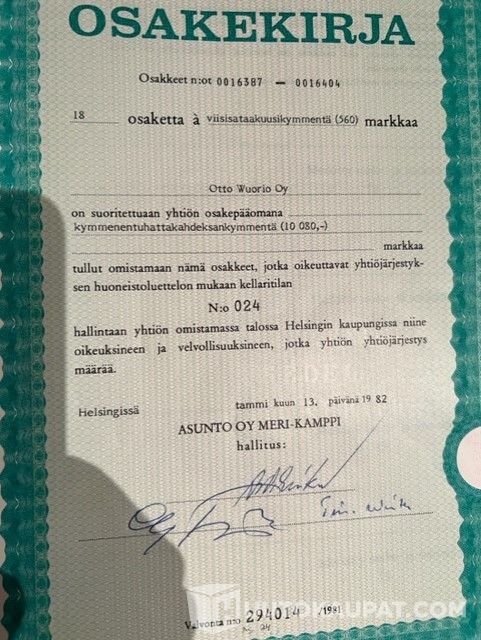 OSAKEKIRJA
Osakkeet n:ot 0016387 — 0016404
18 osaketta à viisisataakuusikymmentä (560) markkaa
Otto Wuorio Oy
on suoritettuaan yhtiön osakepääomana
kymmenentuhattakahdeksankymmentä (10 080,-)
markkaa
tullut omistamaan nämä osakkeet, jotka oikeuttavat yhtiöjärjestyk-
sen huoneistoluettelon mukaan kellaritilan
N:o 024
hallintaan yhtiön omistamassa talossa Helsingin kaupungissa niine
oikeuksineen ja velvollisuuksineen, jotka yhtiön yhtiöjärjestys
määrää.
Helsingissä tammi kuun 13. päivänä 1982
ASUNTO OY MERI-KAMPPI
hallitus:
Valvonta n:o 294014 /1981